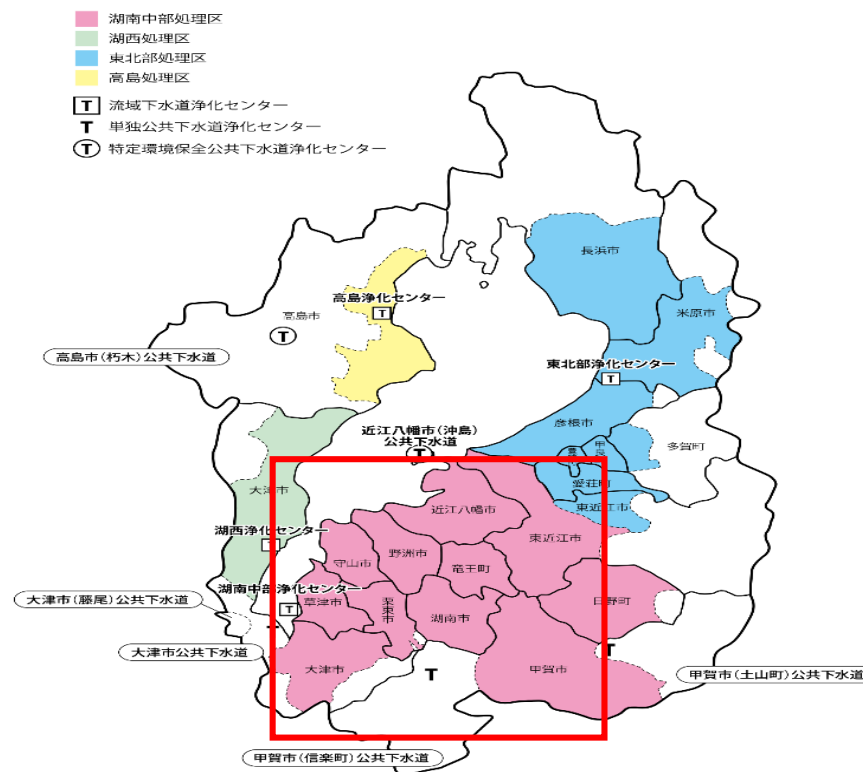 湖南中部処理区
湖西処理区
東北部処理区
高島処理区
T 流域下水道浄化センター
T 単独公共下水道浄化センター
T 特定環境保全公共下水道浄化センター
長浜市
高島浄化センター
T
米原市
高島市
T
高島市(朽木)公共下水道
東北部浄化センター
T
近江八幡市(沖島)
公共下水道
T
彦根市
多賀町
甲良
愛荘町
東近江市
大津市
近江八幡市
湖西浄化センター
T
東近江市
守山市
野洲市
竜王町
湖南中部浄化センター
T
草津市
栗東市
湖南市
日野町
大津市(藤尾)公共下水道
T
大津市公共下水道
大津市
T
甲賀市
T
甲賀市(土山町)公共下水道
甲賀市(信楽町)公共下水道